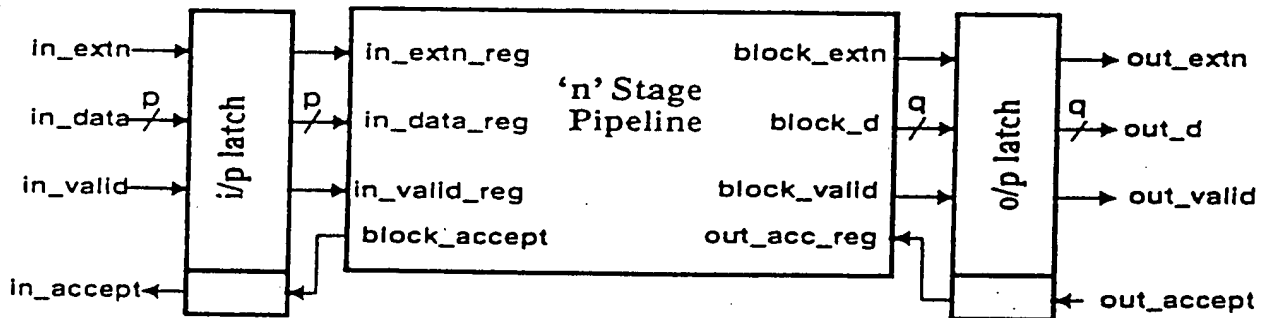 in_extn
in_extn_reg
block_extn
out_extn
'n' Stage
Pipeline
p
p
q
q
in_data
in_data_reg
block_d
out_d
i/p latch
o/p latch
in_valid
in_valid_reg
block_valid
out_valid
block_accept
out_acc_reg
in_accept
out_accept